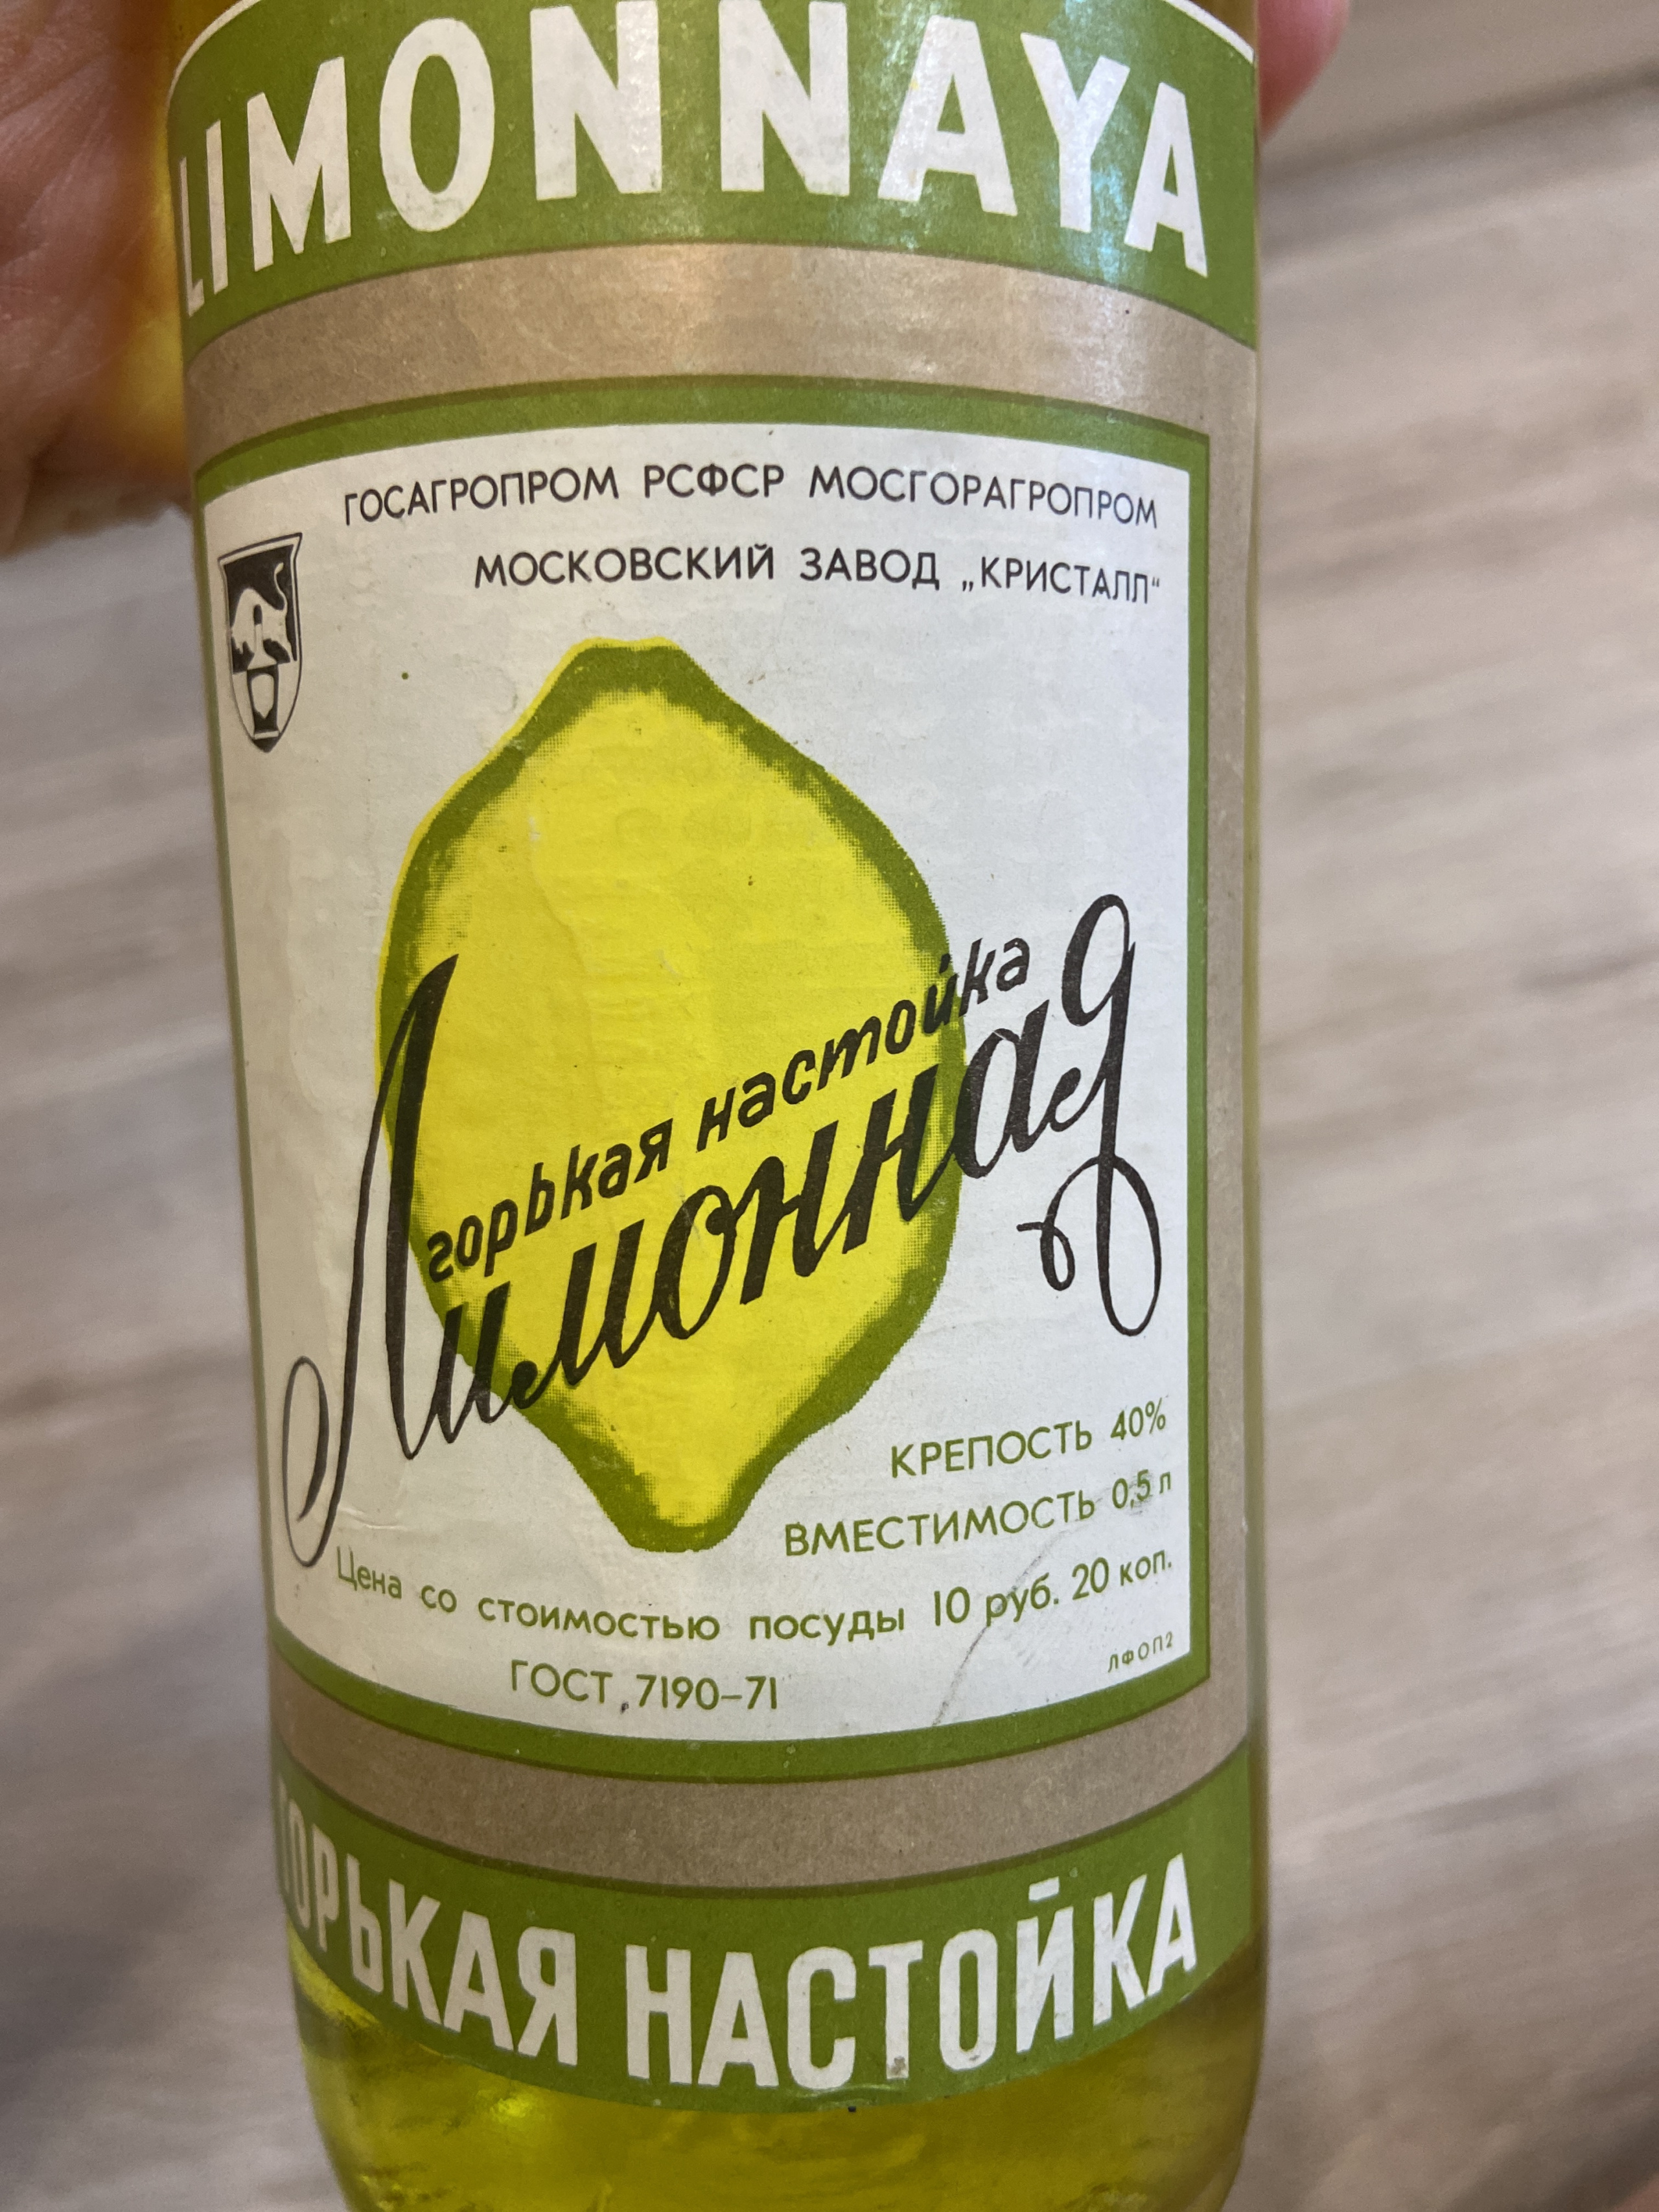 LIMONNAYA
ГОСАГРОПРОМ РСФСР МОСГОРАГРОПРОМ
МОСКОВСКИЙ ЗАВОД „КРИСТАЛЛ“
горькая настойка
Лимонная
КРЕПОСТЬ 40%
ВМЕСТИМОСТЬ 0,5 л
Цена со стоимостью посуды 10 руб. 20 коп.
ГОСТ 7190–71
ЛФОП2
ГОРЬКАЯ НАСТОЙКА